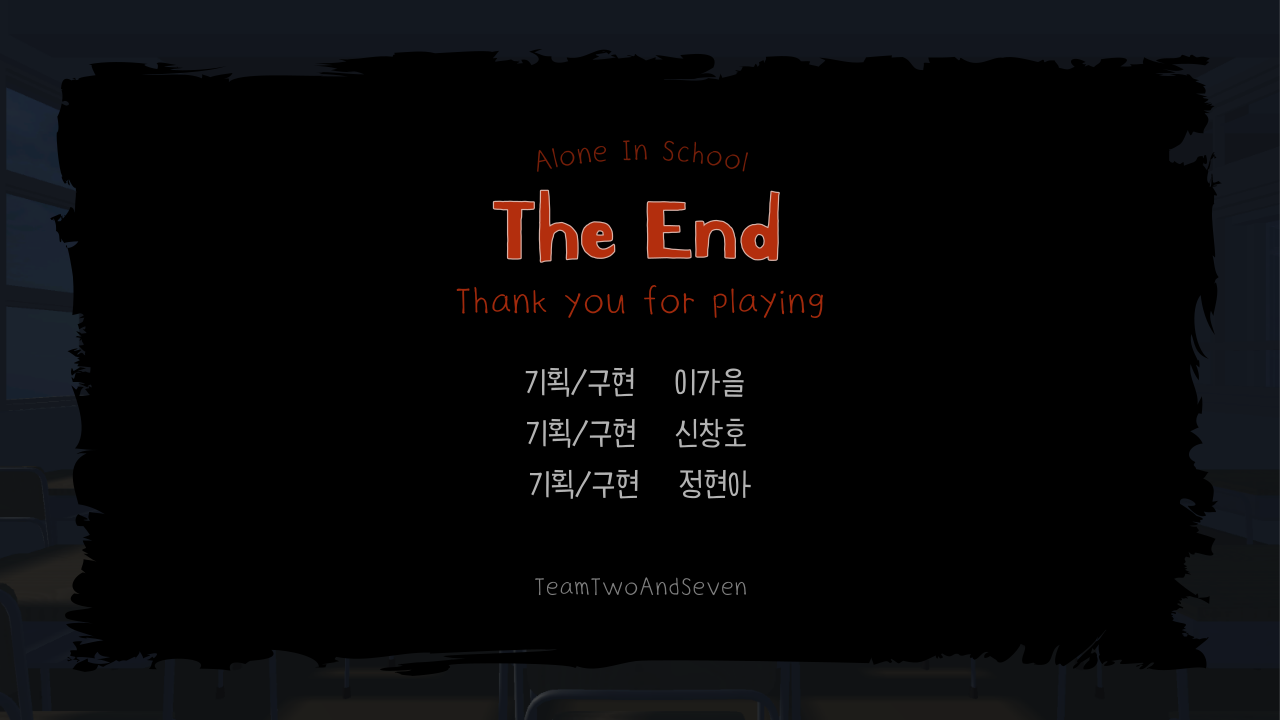 Alone In School
The End
Thank you for playing
기획/구현 이가을
기획/구현 신창호
기획/구현 정현아
TeamTwoAndSeven